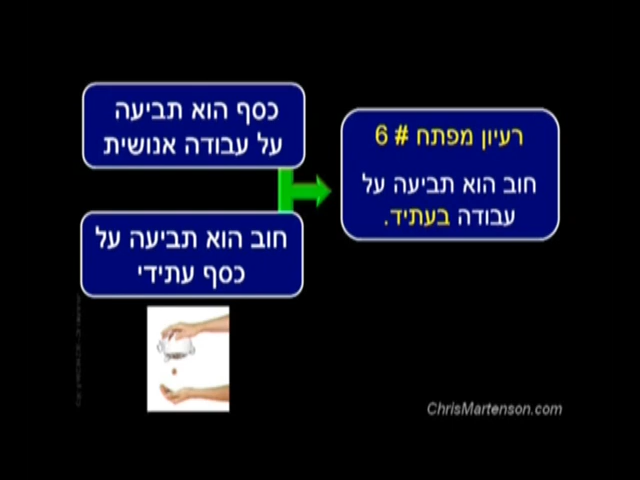 כסף הוא תביעה
על עבודה אנושית
חוב הוא תביעה על
כסף עתידי
רעיון מפתח # 6
חוב הוא תביעה על
עבודה בעתיד.
ChrisMartenson.com